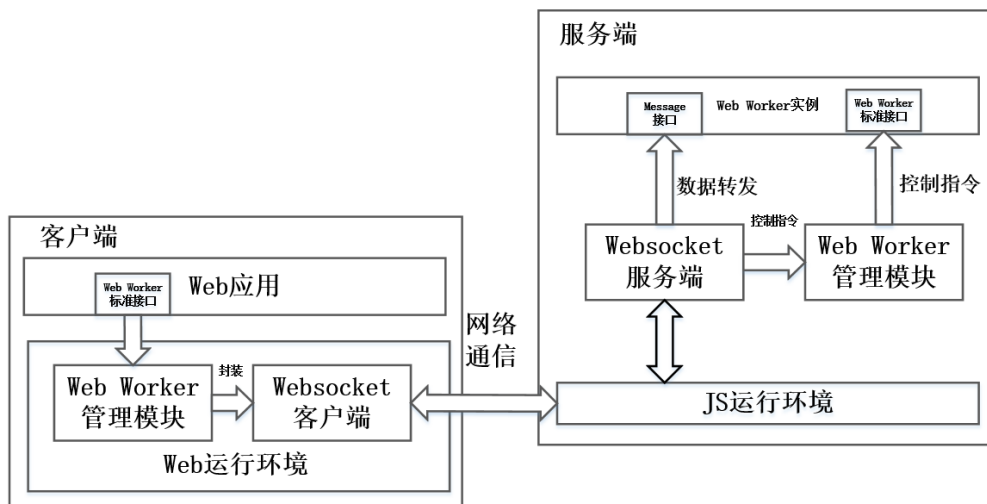 服务端
Message
接口
Web Worker实例
Web Worker
标准接口
数据转发
控制指令
Websocket
服务端
控制指令
Web Worker
管理模块
JS运行环境
客户端
Web Worker
标准接口
Web应用
网络
通信
Web Worker
管理模块
封装
Websocket
客户端
Web运行环境